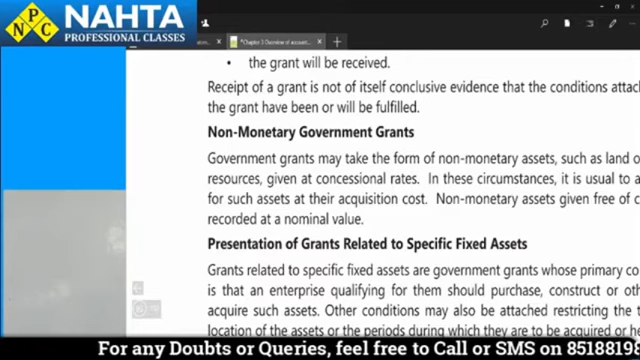 NAHTA
NPC
PROFESSIONAL CLASSES
*Chapter 3 Overview of account...
• the grant will be received.
Receipt of a grant is not of itself conclusive evidence that the conditions attac
the grant have been or will be fulfilled.
Non-Monetary Government Grants
Government grants may take the form of non-monetary assets, such as land o
resources, given at concessional rates. In these circumstances, it is usual to a
for such assets at their acquisition cost. Non-monetary assets given free of c
recorded at a nominal value.
Presentation of Grants Related to Specific Fixed Assets
Grants related to specific fixed assets are government grants whose primary co
is that an enterprise qualifying for them should purchase, construct or oth
acquire such assets. Other conditions may also be attached restricting the t
location of the assets or the periods during which they are to be acquired or he
For any Doubts or Queries, feel free to Call or SMS on 85188198